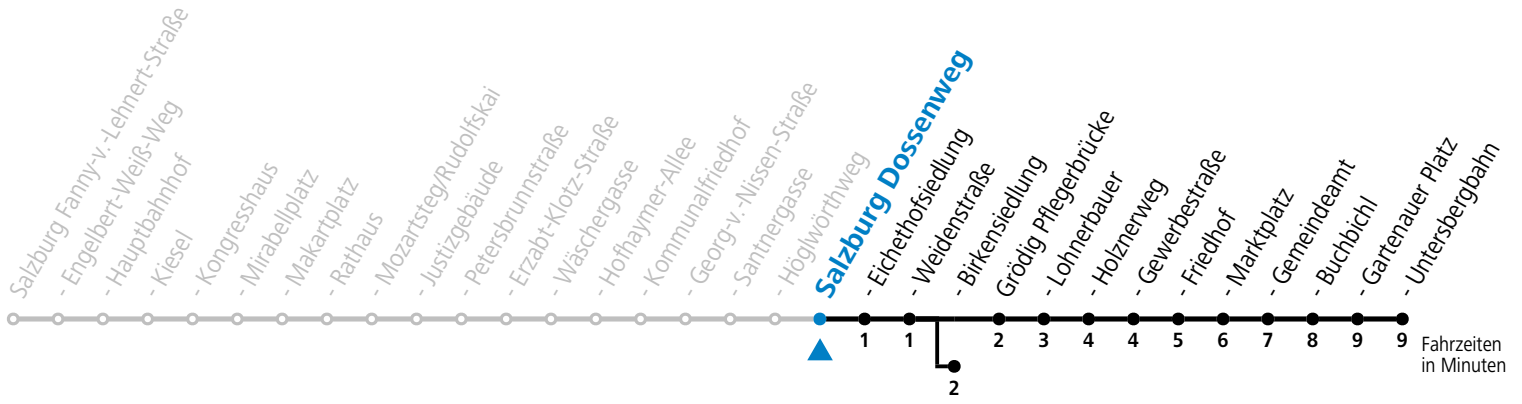 Salzburg Fanny-v.-Lehnert-Straße
- Engelbert-Weiß-Weg
- Hauptbahnhof
- Kiesel
- Kongresshaus
- Mirabellplatz
- Makartplatz
- Rathaus
- Mozartsteg/Rudolfskai
- Justizgebäude
- Petersbrunnstraße
- Erzabt-Klotz-Straße
- Wäschergasse
- Hofhaymer-Allee
- Kommunalfriedhof
- Georg-v.-Nissen-Straße
- Santnergasse
- Höglwörthweg
Salzburg Dossenweg
- Eichethofsiedlung
- Weidenstraße
- Birkensiedlung
Grödig Pflegerbrücke
- Lohnerbauer
- Holznerweg
- Gewerbestraße
- Friedhof
- Marktplatz
- Gemeindeamt
- Buchbichl
- Gartenauer Platz
- Untersbergbahn
1 1 2 3 4 4 5 6 7 8 9 9
2
Fahrzeiten
in Minuten